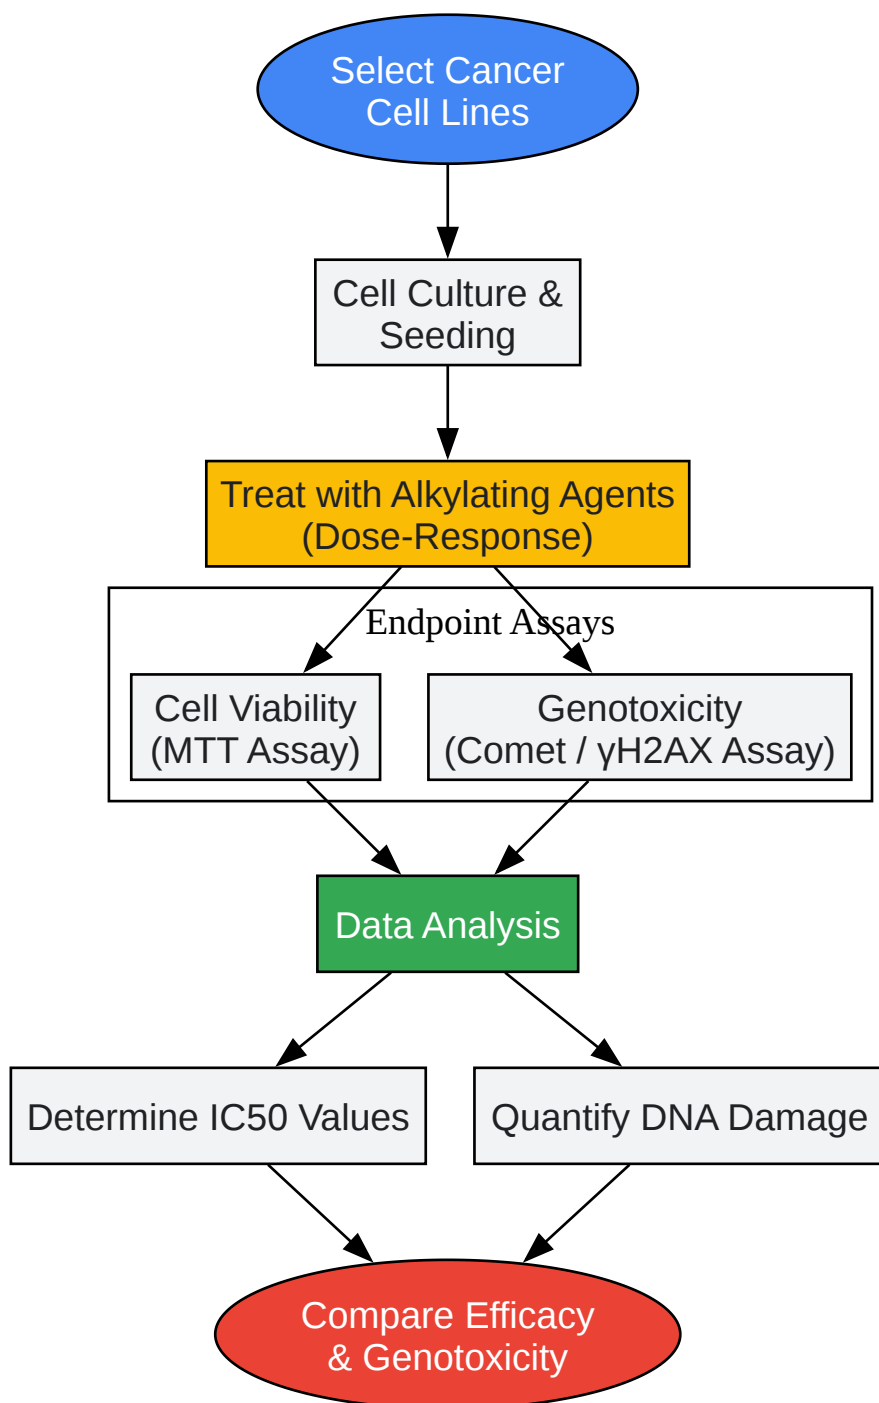 Select Cancer
Cell Lines
Cell Culture &
Seeding
Treat with Alkylating Agents
(Dose-Response)
Endpoint Assays
Cell Viability
(MTT Assay)
Genotoxicity
(Comet / γH2AX Assay)
Data Analysis
Determine IC50 Values
Quantify DNA Damage
Compare Efficacy
& Genotoxicity